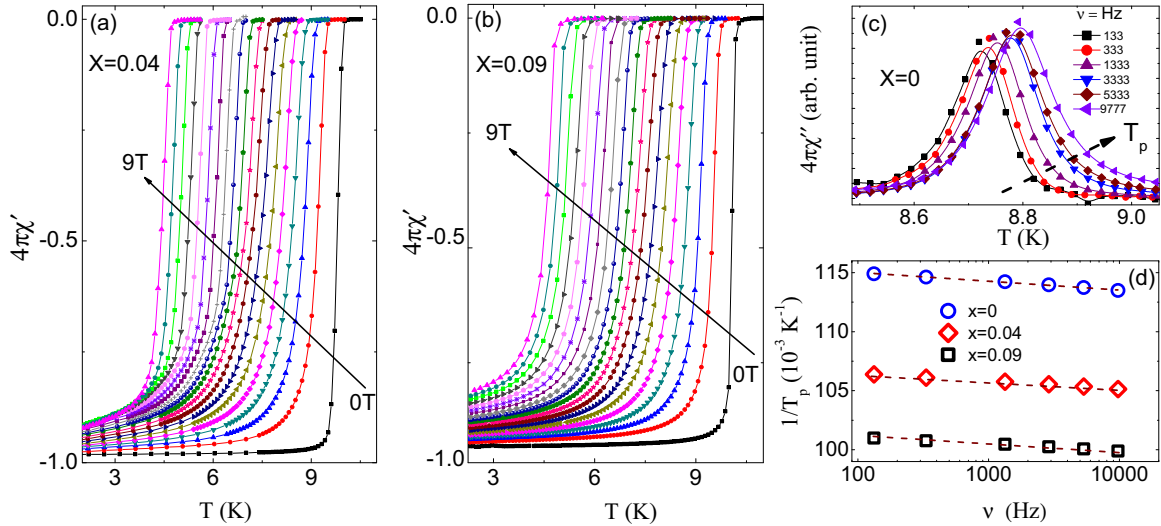 (a)
X=0.04
9T
0T
0.0
-0.5
-1.0
4πχ′
3
6
9
T (K)
(b)
X=0.09
9T
0T
0.0
-0.5
-1.0
4πχ′
3
6
9
T (K)
(c)
X=0
ν = Hz
133
333
1333
3333
5333
9777
Tp
4πχ′′ (arb. unit)
8.6
8.8
9.0
T (K)
(d)
115
110
105
100
1/Tp (10-3 K-1)
x=0
x=0.04
x=0.09
100
1000
10000
ν (Hz)